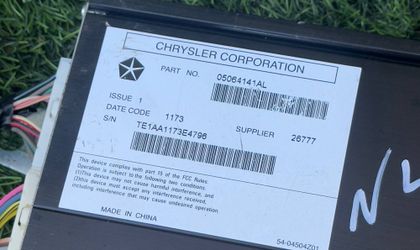 CHRYSLER CORPORATION
PART NO. 05064141AL
ISSUE 1
DATE CODE 1173
S/N TE1AA1173E4796 SUPPLIER 26777
This device complies with part 15 of the FCC Rules
Operation is subject to the following two conditions
(1)This device may not cause harmful interference, and
(2)this device must accept any interference received,
including interference that may cause undesired operation
MADE IN CHINA
54-04504Z01
NL